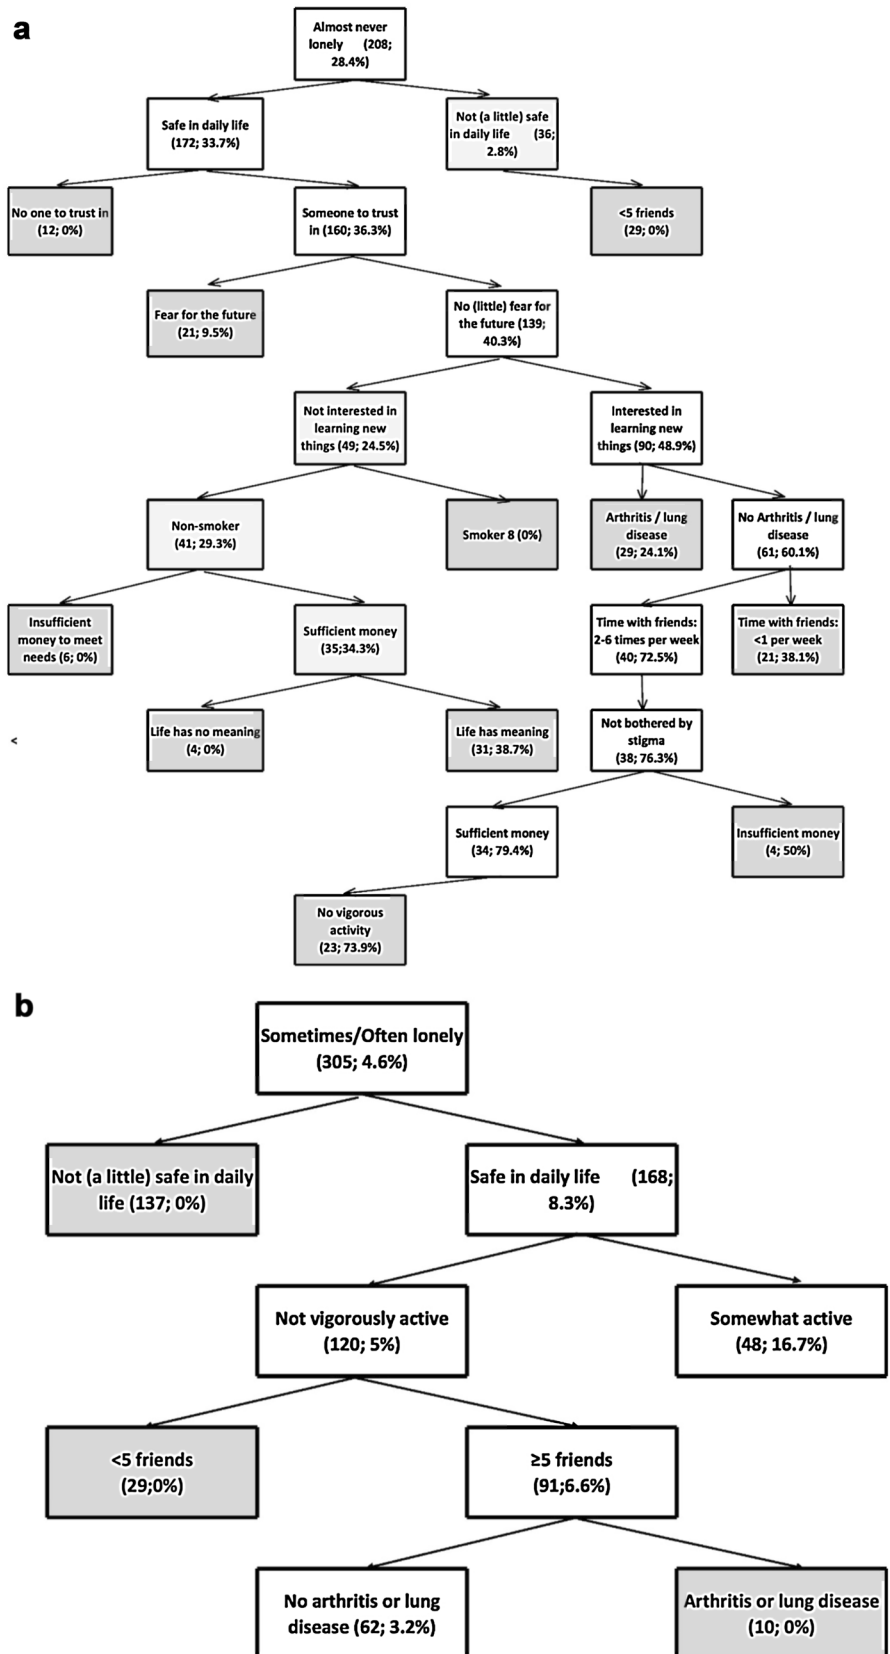 a
Almost never
lonely (208;
28.4%)
Safe in daily life
(172; 33.7%)
Not (a little) safe
in daily life (36;
2.8%)
No one to trust in
(12; 0%)
Someone to trust
in (160; 36.3%)
<5 friends
(29; 0%)
Fear for the future
(21; 9.5%)
No (little) fear for
the future (139;
40.3%)
Not interested in
learning new
things (49; 24.5%)
Interested in
learning new
things (90; 48.9%)
Non-smoker
(41; 29.3%)
Smoker 8 (0%)
Arthritis / lung
disease
(29; 24.1%)
No Arthritis / lung
disease
(61; 60.1%)
Insufficient
money to meet
needs (6; 0%)
Sufficient money
(35;34.3%)
Time with friends:
2-6 times per week
(40; 72.5%)
Time with friends:
<1 per week
(21; 38.1%)
<
Life has no meaning
(4; 0%)
Life has meaning
(31; 38.7%)
Not bothered by
stigma
(38; 76.3%)
Sufficient money
(34; 79.4%)
Insufficient money
(4; 50%)
No vigorous
activity
(23; 73.9%)
b
Sometimes/Often lonely
(305; 4.6%)
Not (a little) safe in daily
life (137; 0%)
Safe in daily life (168;
8.3%)
Not vigorously active
(120; 5%)
Somewhat active
(48; 16.7%)
<5 friends
(29;0%)
≥5 friends
(91;6.6%)
No arthritis or lung
disease (62; 3.2%)
Arthritis or lung disease
(10; 0%)